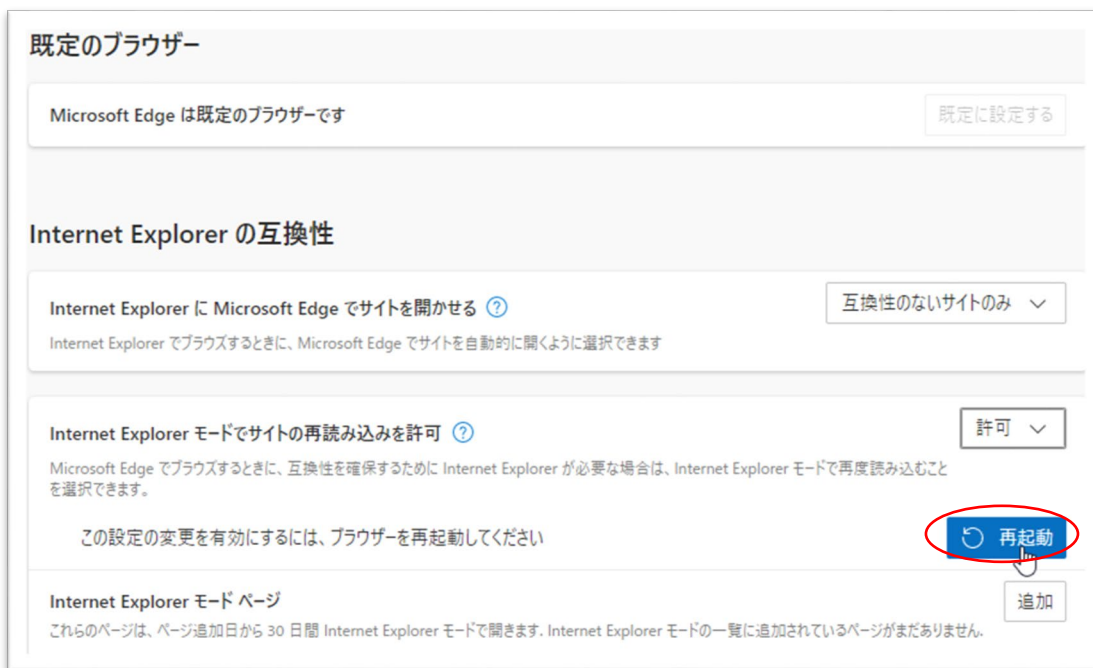 既定のブラウザー
Microsoft Edge は既定のブラウザーです
既定に設定する
Internet Explorer の互換性
Internet Explorer に Microsoft Edge でサイトを開かせる ?
互換性のないサイトのみ
Internet Explorer でブラウズするときに、Microsoft Edge でサイトを自動的に開くように選択できます
Internet Explorer モードでサイトの再読み込みを許可 ?
許可
Microsoft Edge でブラウズするときに、互換性を確保するために Internet Explorer が必要な場合は、Internet Explorer モードで再度読み込むこと
を選択できます。
この設定の変更を有効にするには、ブラウザーを再起動してください
再起動
Internet Explorer モード ページ
追加
これらのページは、ページ追加日から 30 日間 Internet Explorer モードで開きます. Internet Explorer モードの一覧に追加されているページがまだありません.